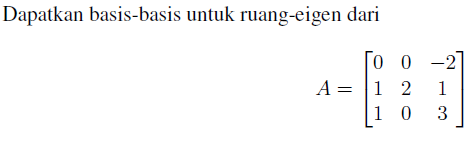 Dapatkan basis-basis untuk ruang-eigen dari
0 0 −2
A = 1 2 1
1 0 3